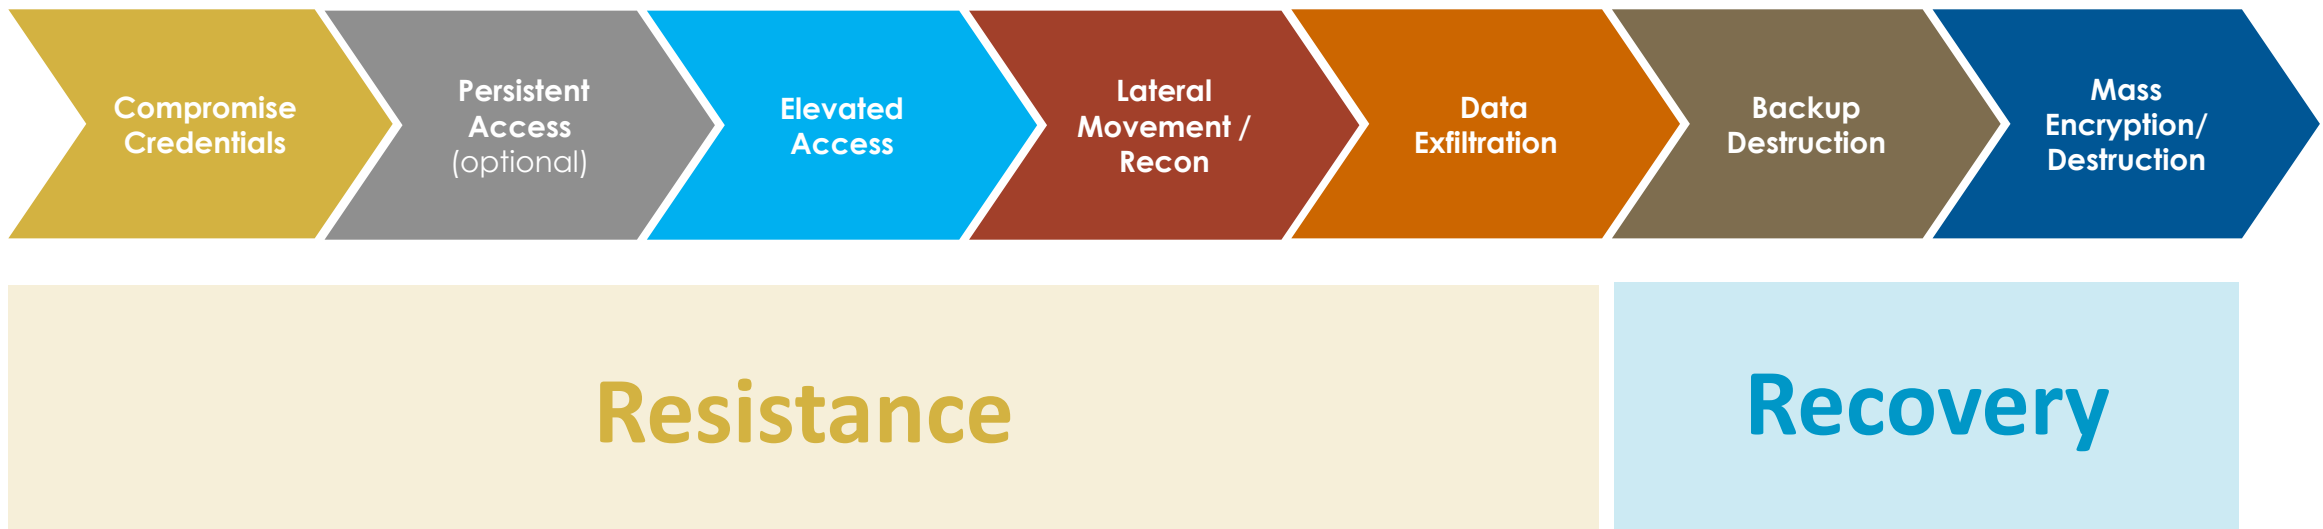 Compromise
Credentials
Persistent
Access
(optional)
Elevated
Access
Lateral
Movement /
Recon
Data
Exfiltration
Backup
Destruction
Mass
Encryption/
Destruction
Resistance
Recovery